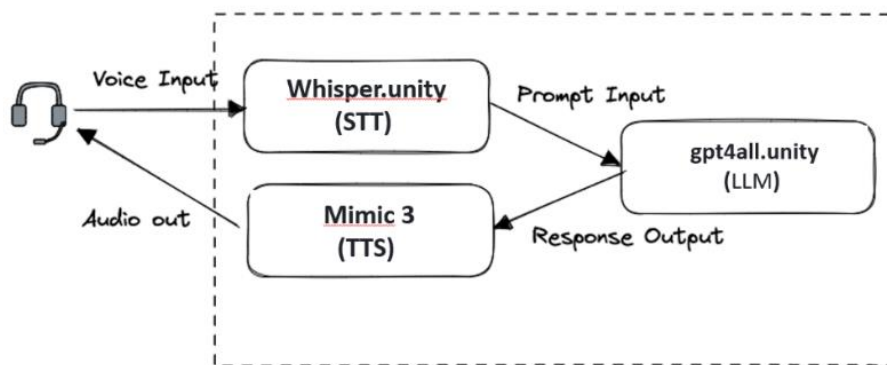 Voice Input
Whisper.unity
(STT)
Prompt Input
gpt4all.unity
(LLM)
Mimic 3
(TTS)
Audio out
Response Output